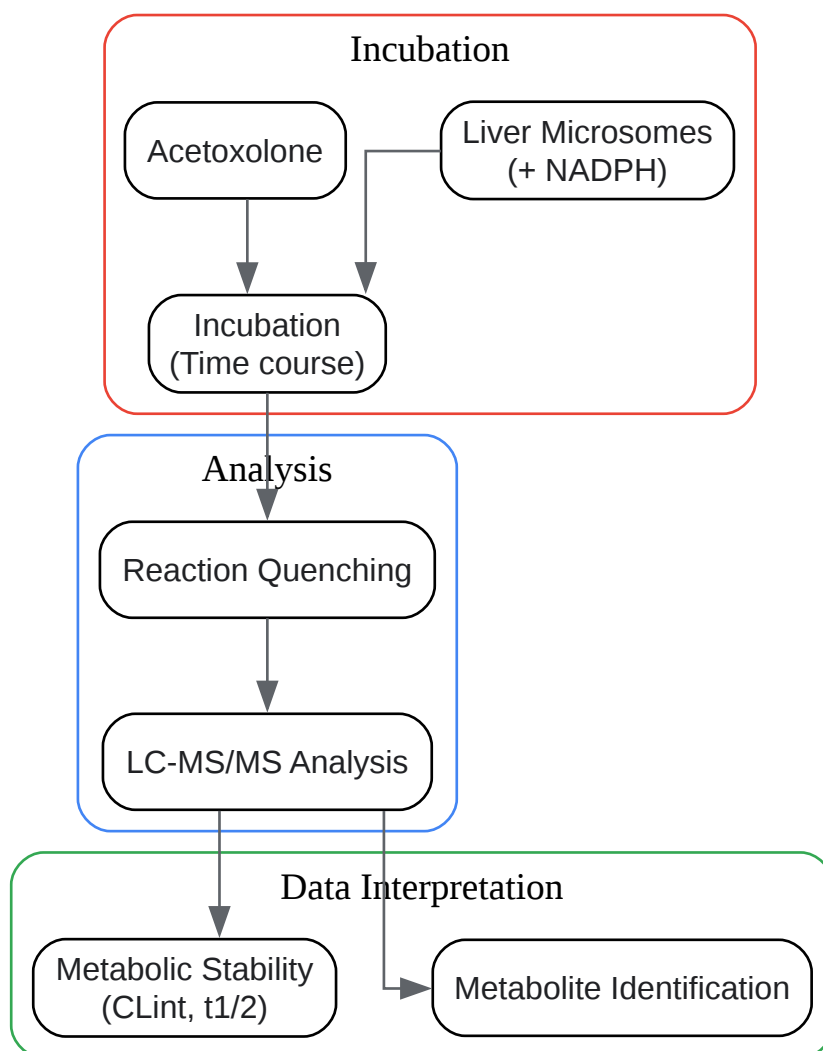 Incubation
Acetoxolone
Liver Microsomes
(+ NADPH)
Incubation
(Time course)
Analysis
Reaction Quenching
LC-MS/MS Analysis
Data Interpretation
Metabolic Stability
(CLint, t1/2)
Metabolite Identification